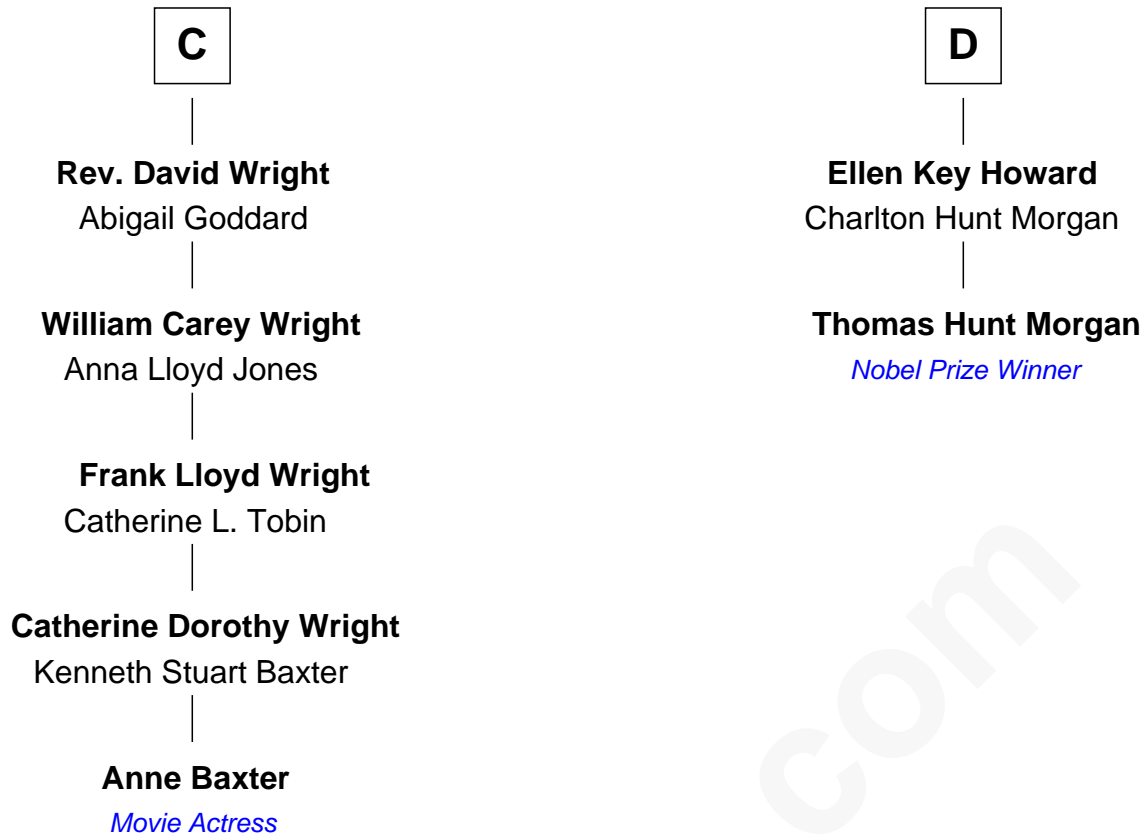 C
Rev. David Wright
Abigail Goddard
William Carey Wright
Anna Lloyd Jones
Frank Lloyd Wright
Catherine L. Tobin
Catherine Dorothy Wright
Kenneth Stuart Baxter
Anne Baxter
Movie Actress
D
Ellen Key Howard
Charlton Hunt Morgan
Thomas Hunt Morgan
Nobel Prize Winner
com